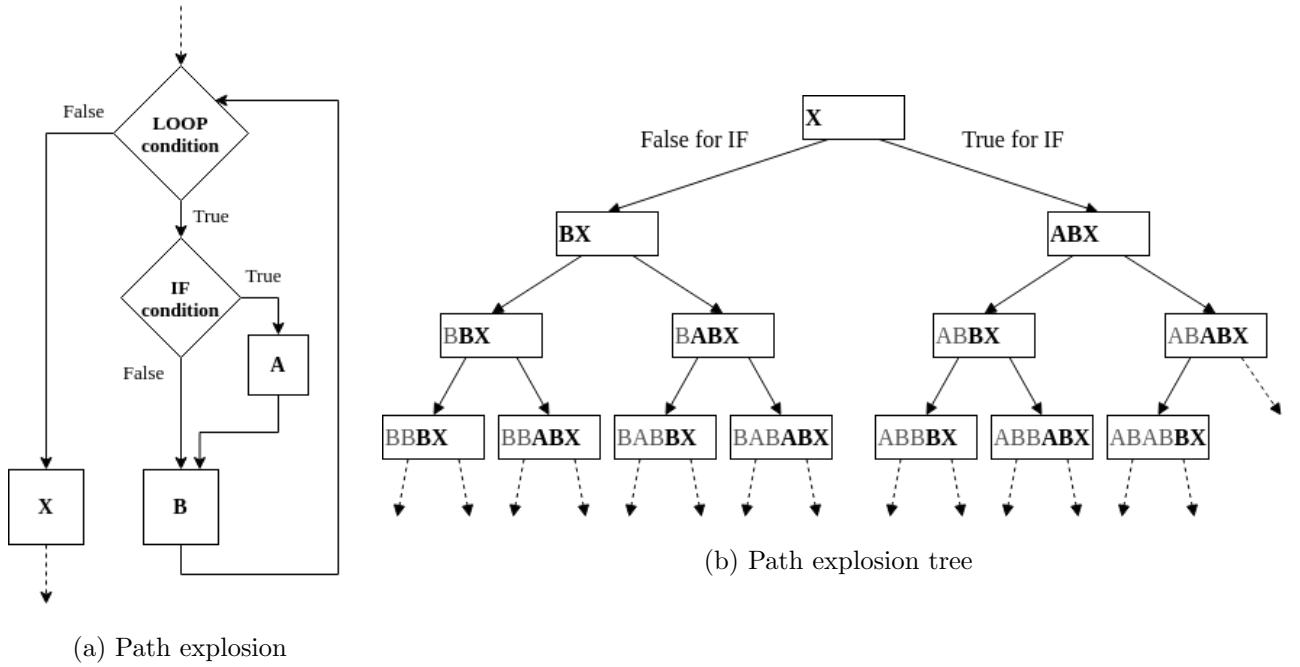 False
LOOP
condition
True
IF
condition
True
False
A
X
B
(a) Path explosion
X
False for IF
True for IF
BX
ABX
BBX
BABX
ABBX
ABABX
BBBX
BBABX
BABBX
BABABX
ABBBX
ABBABX
ABABBX
(b) Path explosion tree